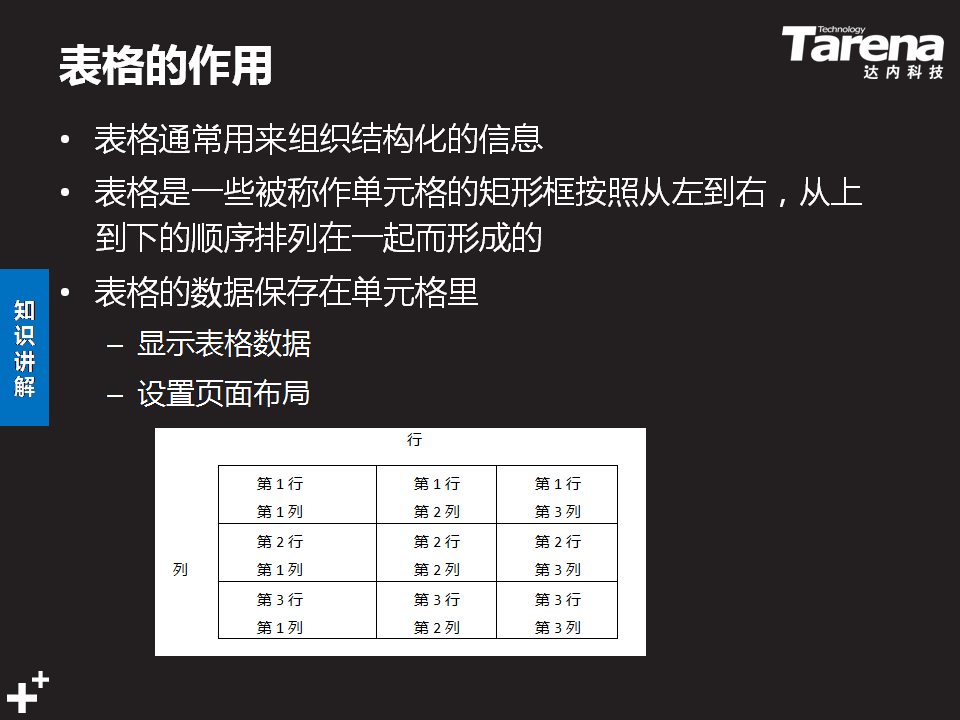 表格的作用
Technology
Tarena
达内科技
• 表格通常用来组织结构化的信息
• 表格是一些被称作单元格的矩形框按照从左到右，从上
到下的顺序排列在一起而形成的
• 表格的数据保存在单元格里
– 显示表格数据
– 设置页面布局
知识讲解
行
第 1 行 第 1 行 第 1 行
第 1 列 第 2 列 第 3 列
第 2 行 第 2 行 第 2 行
列 第 1 列 第 2 列 第 3 列
第 3 行 第 3 行 第 3 行
第 1 列 第 2 列 第 3 列